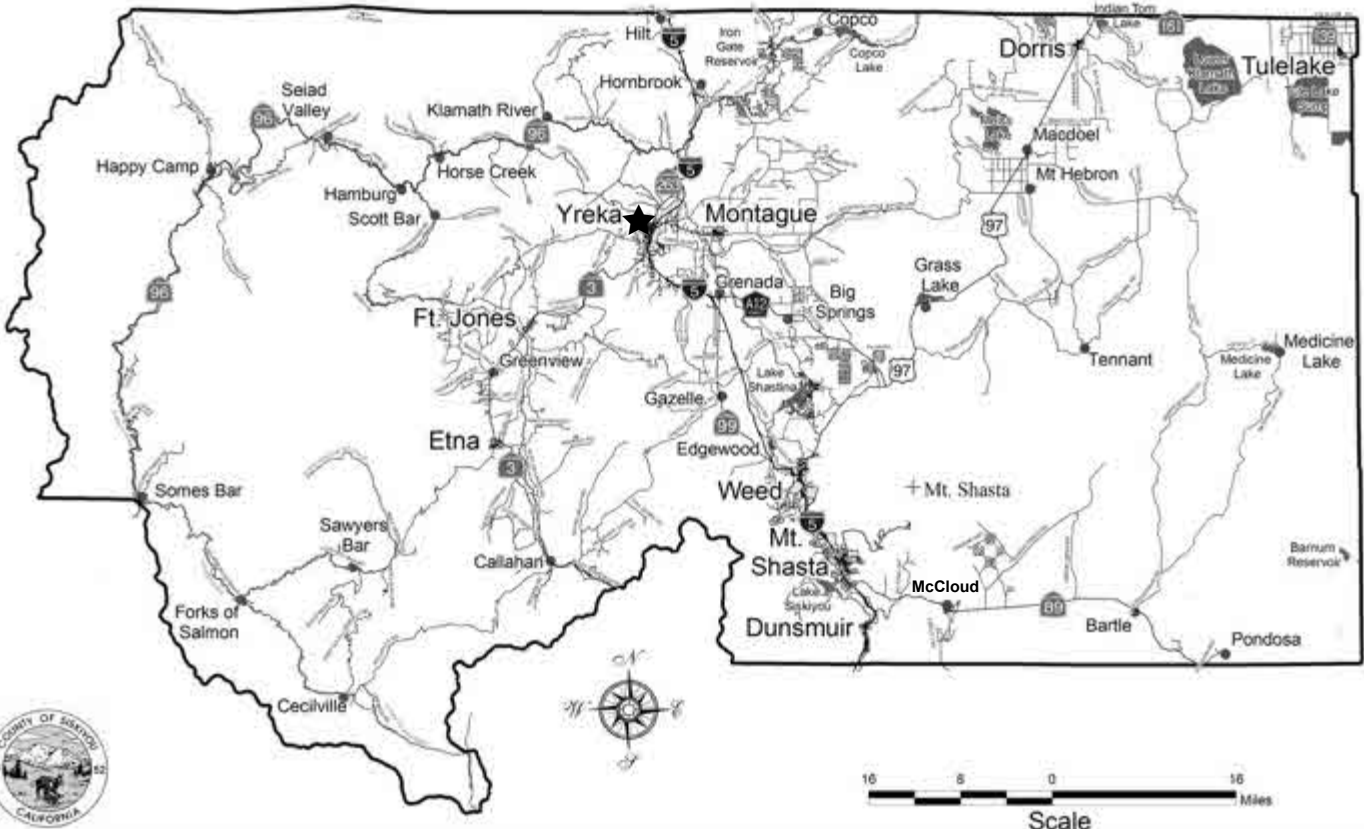 Indian Tom
Lake
161
139
Hilt
5
Iron
Gate
Reservoir
Copco
Copco
Lake
Dorris
Tulelake
Hornbrook
Seiad
Valley
96
Klamath River
96
Macdoel
Happy Camp
Horse Creek
5
Mt Hebron
Hamburg
Scott Bar
263
Yreka
Montague
97
96
3
5
Grenada
A12
Big
Springs
Grass
Lake
Ft. Jones
Greenview
Lake
Shastina
97
Tennant
Medicine
Lake
Medicine
Lake
Gazelle
99
Etna
3
Edgewood
Weed
Mt. Shasta
Somes Bar
5
Sawyers
Bar
Mt.
Shasta
Callahan
Barnum
Reservoir
Lake
Siskiyou
McCloud
89
Forks of
Salmon
Dunsmuir
Bartle
Pondosa
N
W
E
S
Cecilville
COUNTY OF SISKIYOU
CALIFORNIA
16 8 0 16
Miles
Scale